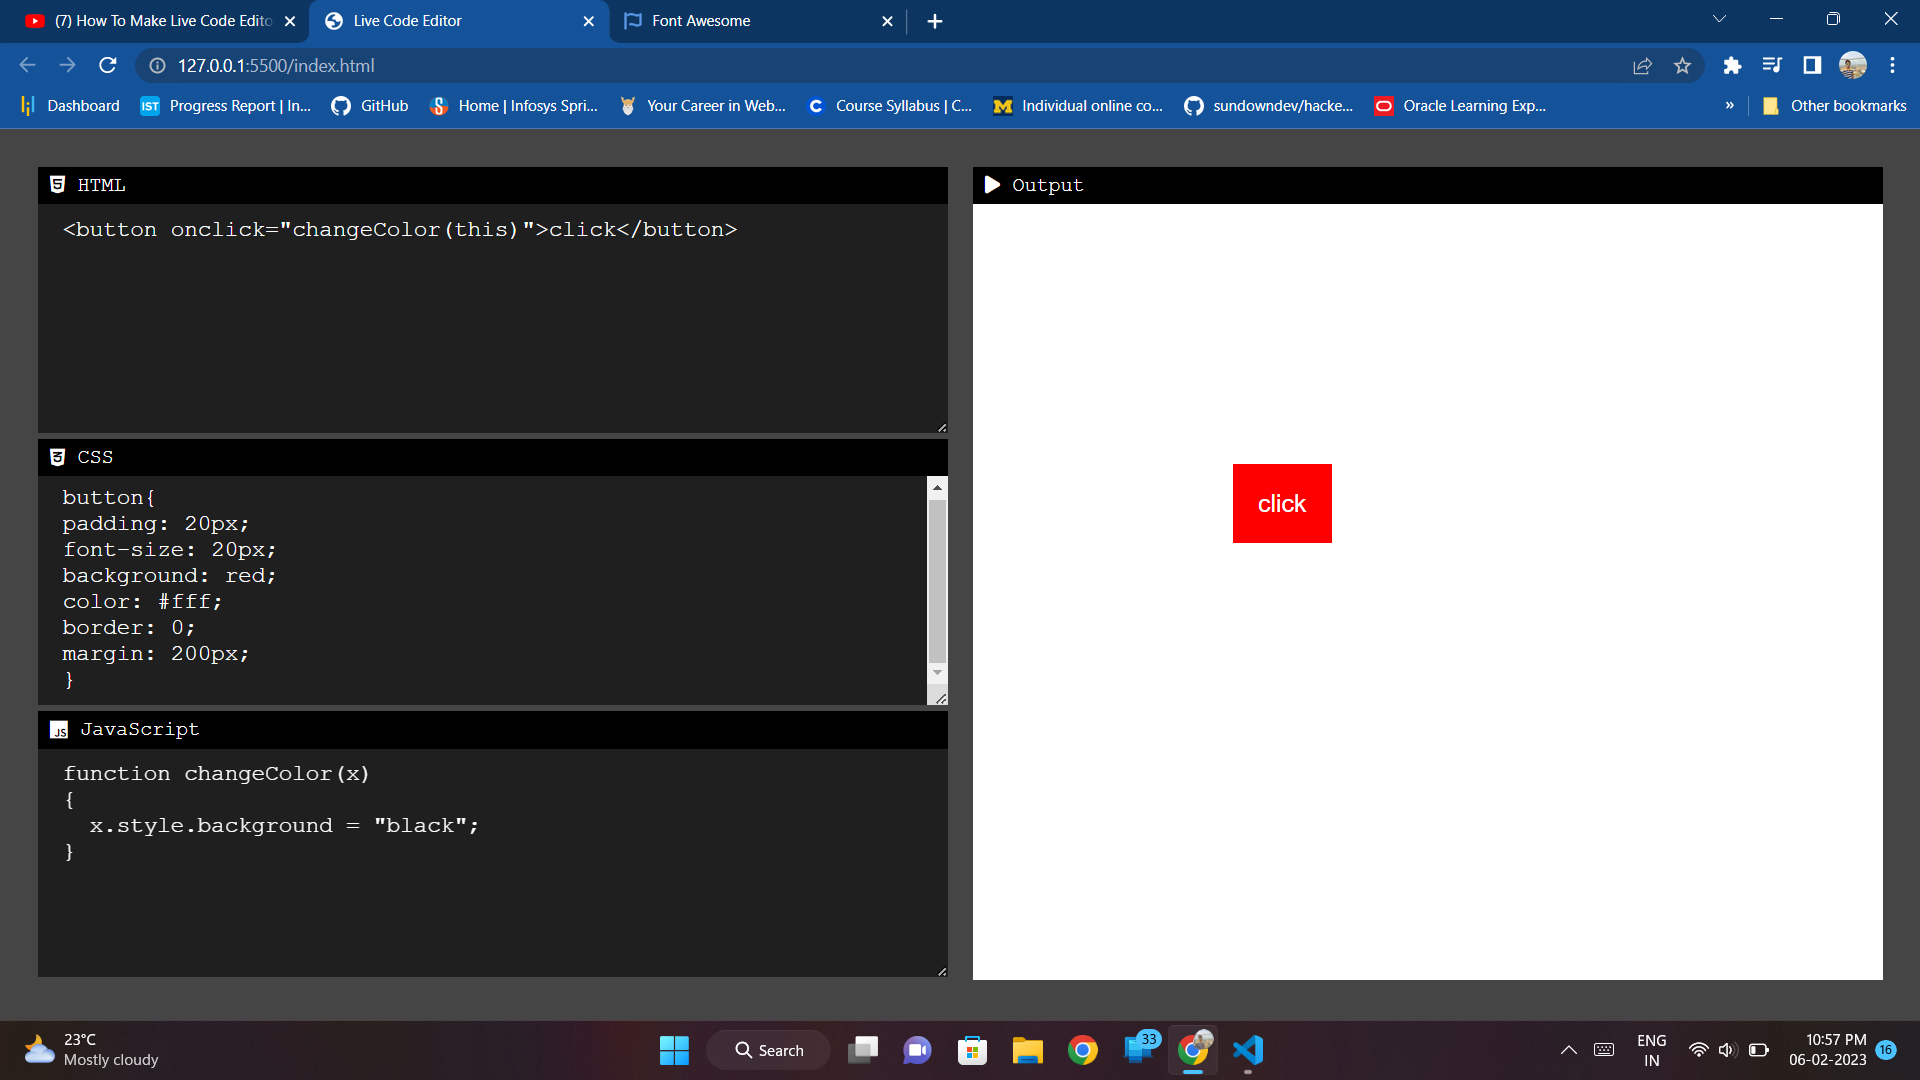 (7) How To Make Live Code Edito
Live Code Editor
Font Awesome
127.0.0.1:5500/index.html
Dashboard
IST
Progress Report | In...
GitHub
Home | Infosys Spri...
Your Career in Web...
Course Syllabus | C...
Individual online co...
sundowndev/hacke...
Oracle Learning Exp...
»
Other bookmarks
HTML
<button onclick="changeColor(this)">click</button>
CSS
button{
padding: 20px;
font-size: 20px;
background: red;
color: #fff;
border: 0;
margin: 200px;
}
JS JavaScript
function changeColor(x)
{
  x.style.background = "black";
}
Output
click
23°C
Mostly cloudy
Search
33
ENG
IN
10:57 PM
06-02-2023
16